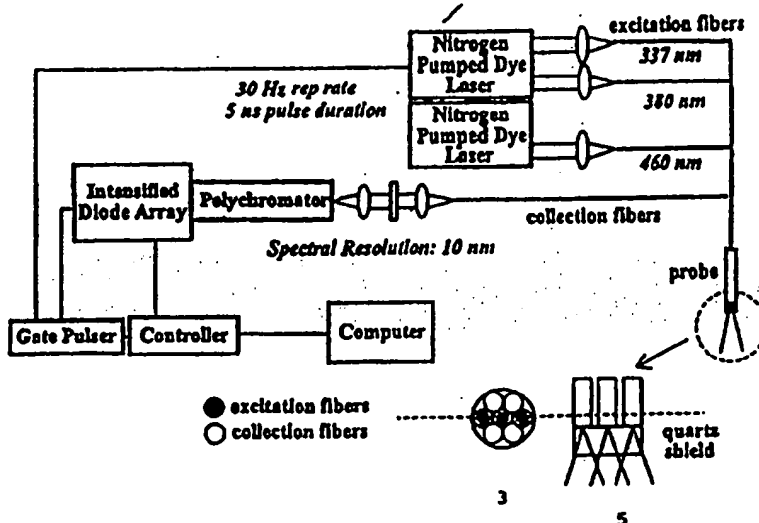 excitation fibers
Nitrogen
Pumped Dye
Laser
337 nm
30 Hz rep rate
5 ns pulse duration
380 nm
Nitrogen
Pumped Dye
Laser
460 nm
Intensified
Diode Array
Polychromator
collection fibers
Spectral Resolution: 10 nm
probe
Gate Pulser
Controller
Computer
excitation fibers
collection fibers
quartz
shield
3
5